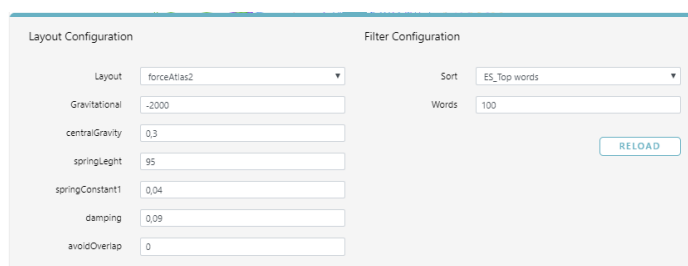 Layout Configuration
Filter Configuration
Layout forceAtlas2
Sort ES_Top words
Gravitational -2000
Words 100
centralGravity 0,3
RELOAD
springLeght 95
springConstant1 0,04
damping 0,09
avoidOverlap 0